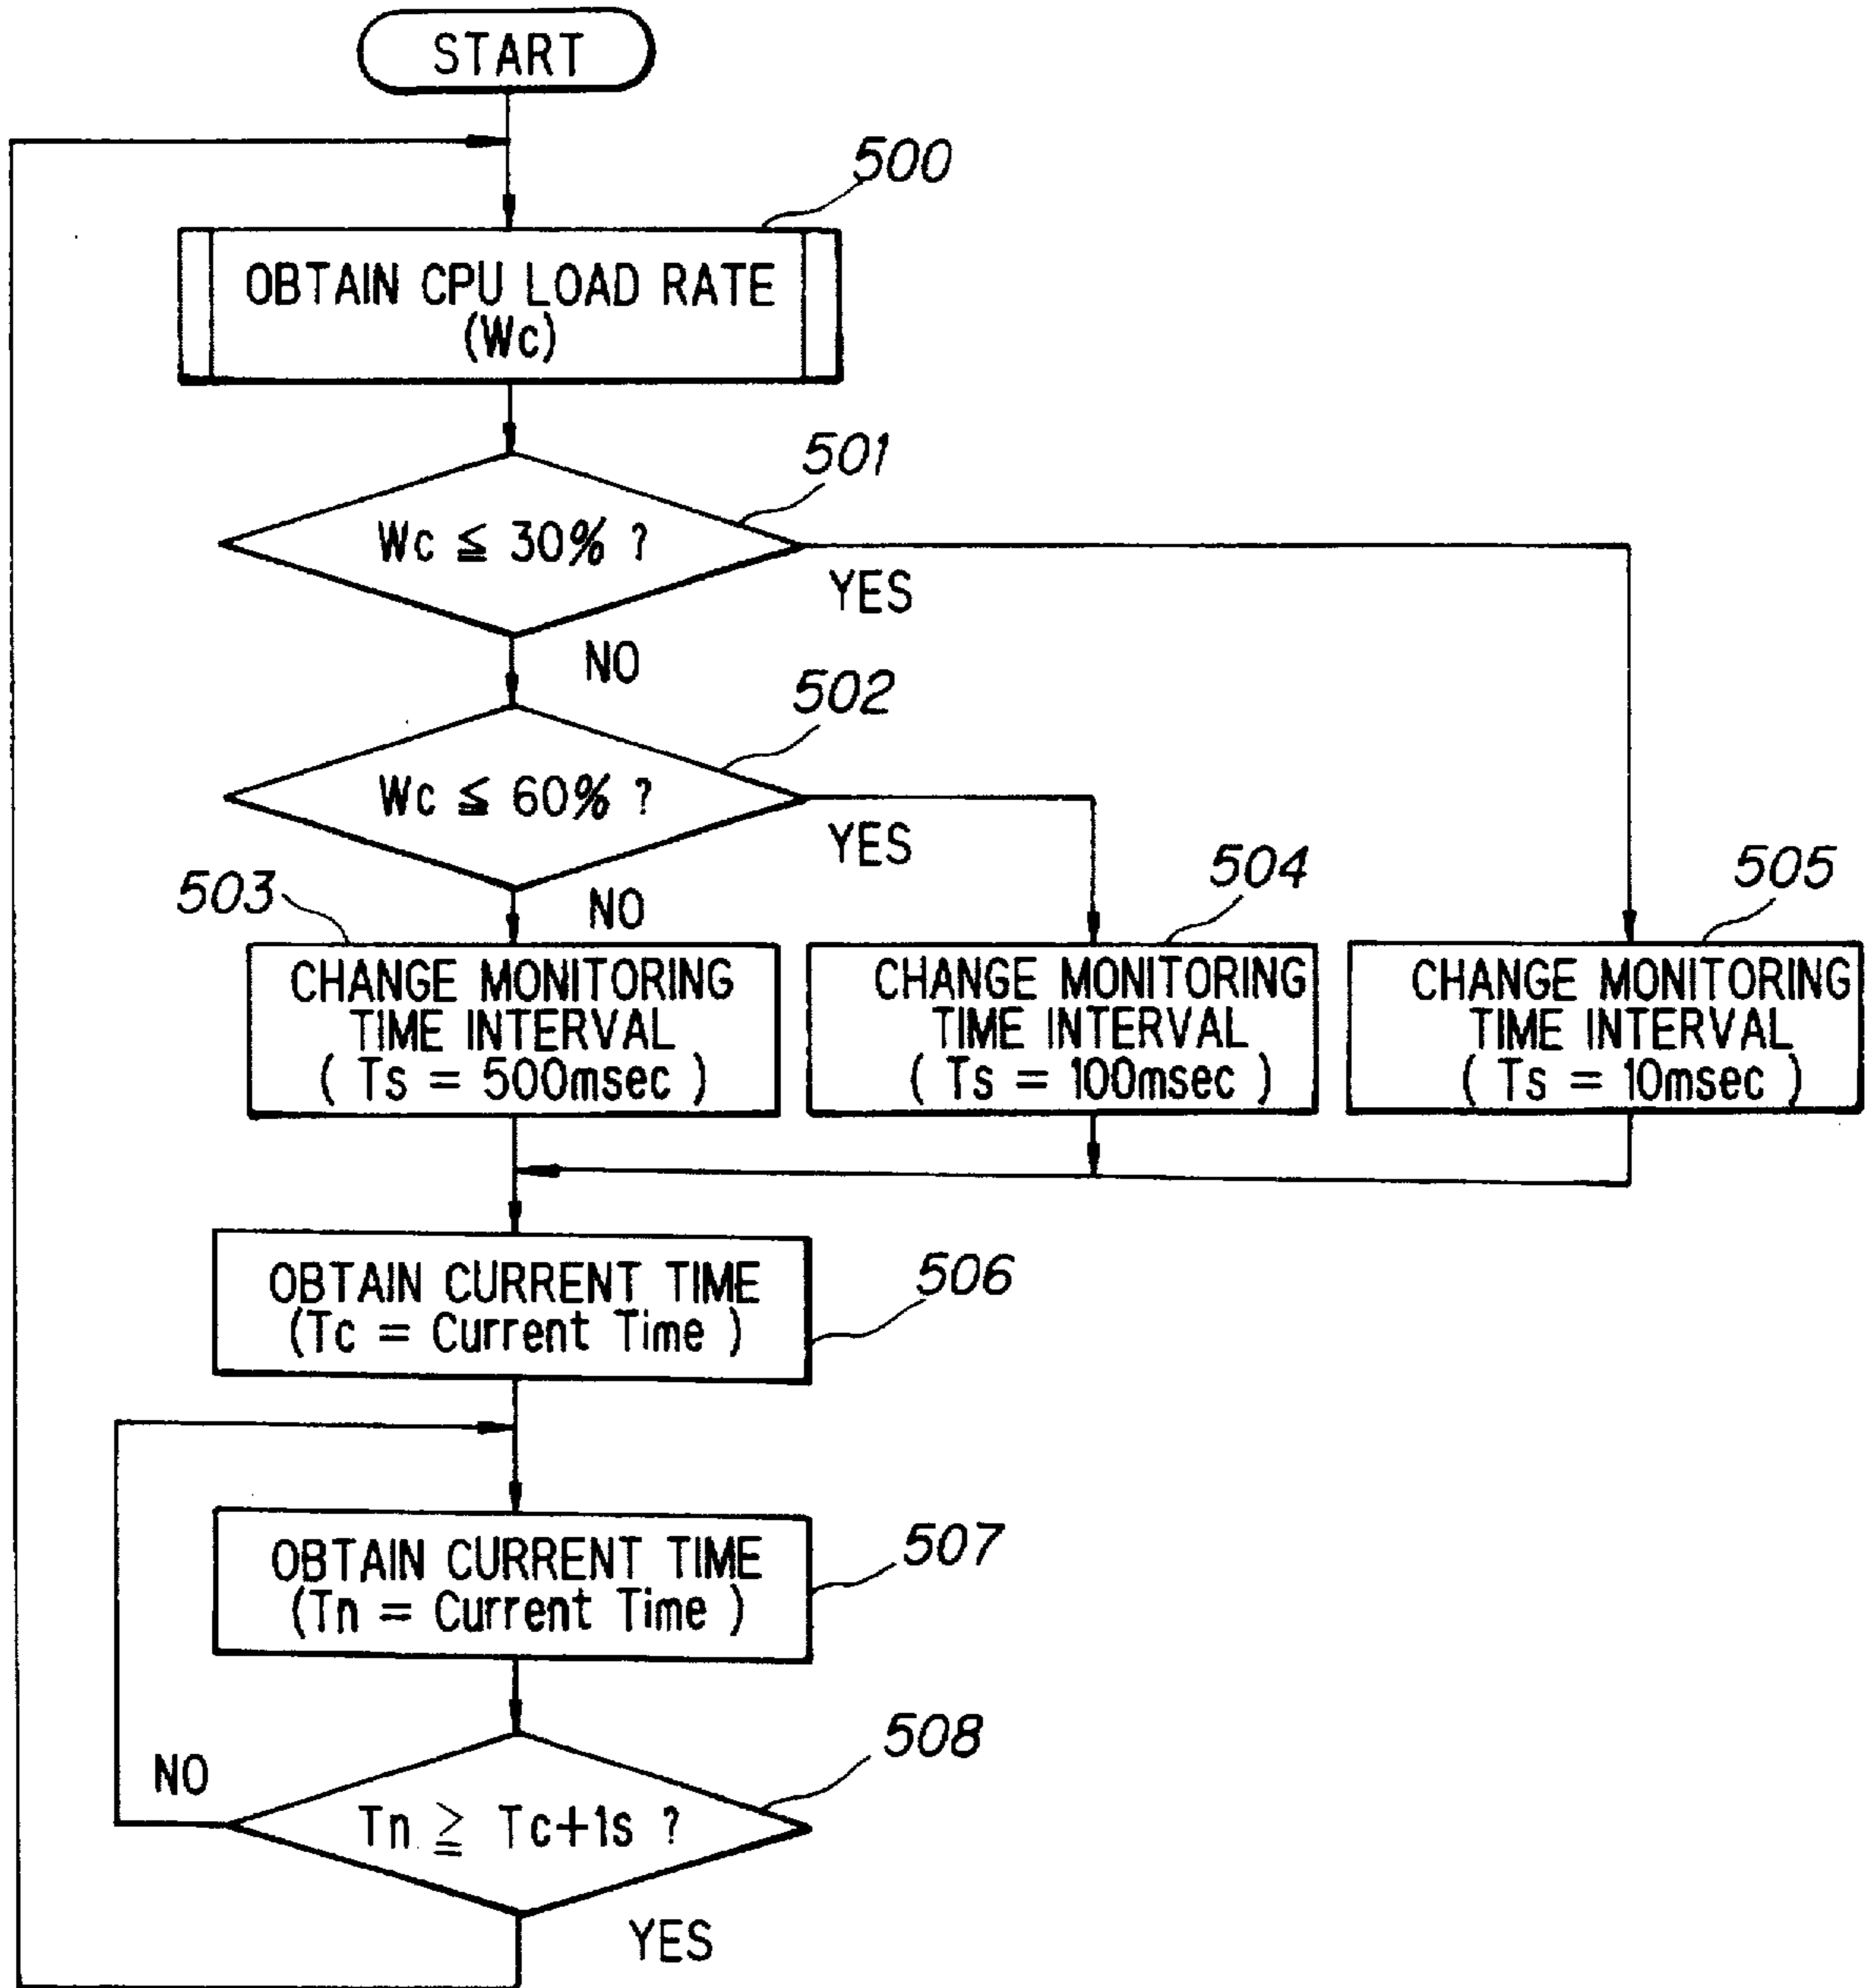 START
500
OBTAIN CPU LOAD RATE
(Wc)
501
Wc ≦ 30% ?
YES
NO
502
Wc ≦ 60% ?
YES
NO
503
504
505
CHANGE MONITORING
TIME INTERVAL
( Ts = 500msec )
CHANGE MONITORING
TIME INTERVAL
( Ts = 100msec )
CHANGE MONITORING
TIME INTERVAL
( Ts = 10msec )
506
OBTAIN CURRENT TIME
(Tc = Current Time )
507
OBTAIN CURRENT TIME
(Tn = Current Time )
508
NO
Tn ≧ Tc+1s ?
YES